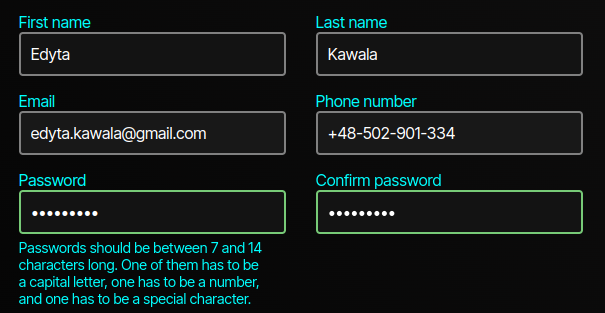 First name Last name
Edyta Kawala
Email Phone number
edyta.kawala@gmail.com +48-502-901-334
Password Confirm password
••••••••• •••••••••
Passwords should be between 7 and 14
characters long. One of them has to be
a capital letter, one has to be a number,
and one has to be a special character.